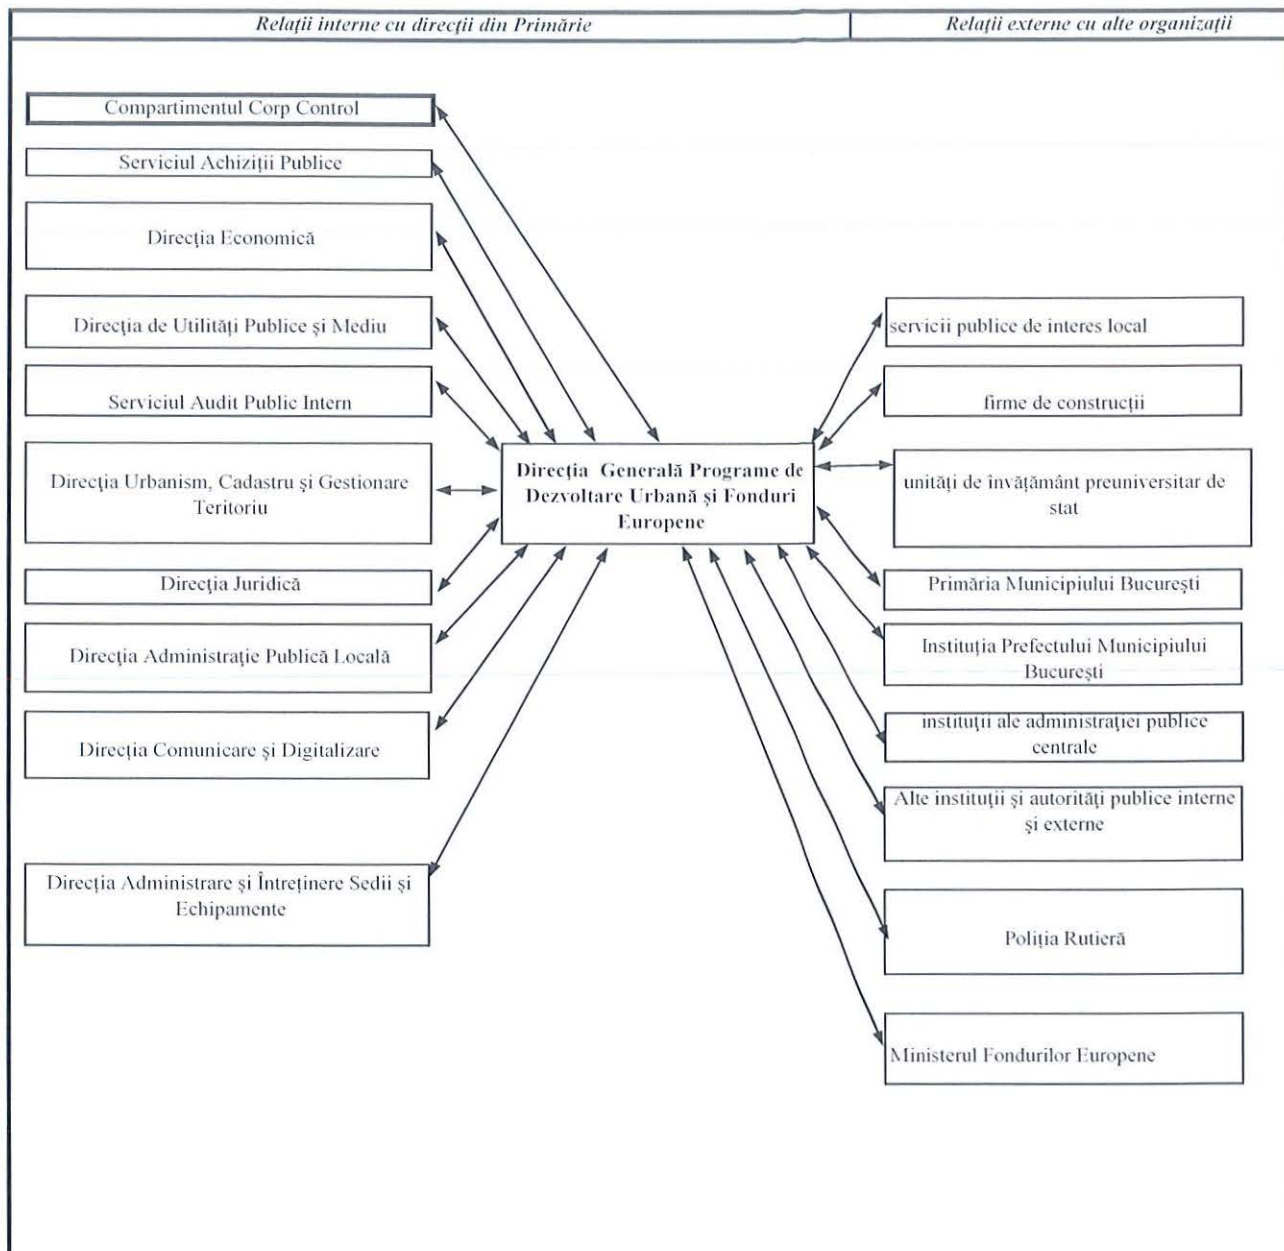 Relații interne cu direcții din Primărie
Relații externe cu alte organizații
Compartimentul Corp Control
Serviciul Achiziții Publice
Direcția Economică
Direcția de Utilități Publice și Mediu
Serviciul Audit Public Intern
Direcția Urbanism, Cadastru și Gestionare
Teritoriu
Direcția Juridică
Direcția Administrație Publică Locală
Direcția Comunicare și Digitalizare
Direcția Administrare și Întreținere Sedii și
Echipamente
Direcția Generală Programe de
Dezvoltare Urbană și Fonduri
Europene
servicii publice de interes local
firme de construcții
unități de învățământ preuniversitar de
stat
Primăria Municipiului București
Instituția Prefectului Municipiului
București
instituții ale administrației publice
centrale
Alte instituții și autorități publice interne
și externe
Poliția Rutieră
Ministerul Fondurilor Europene